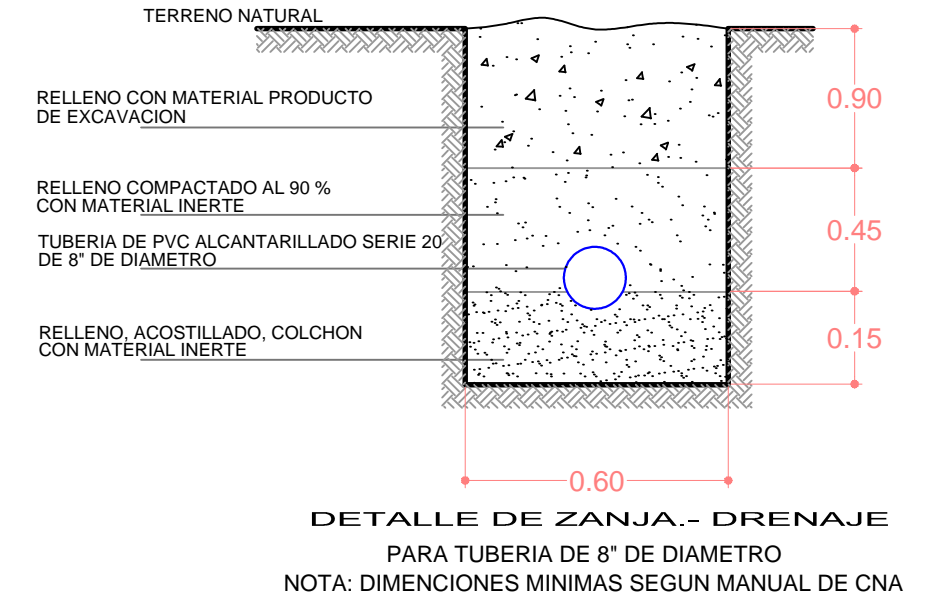 TERRENO NATURAL
RELLENO CON MATERIAL PRODUCTO
DE EXCAVACION
0.90
RELLENO COMPACTADO AL 90 %
CON MATERIAL INERTE
0.45
TUBERIA DE PVC ALCANTARILLADO SERIE 20
DE 8" DE DIAMETRO
RELLENO, ACOSTILLADO, COLCHON
CON MATERIAL INERTE
0.15
0.60
DETALLE DE ZANJA.- DRENAJE
PARA TUBERIA DE 8" DE DIAMETRO
NOTA: DIMENCIONES MINIMAS SEGUN MANUAL DE CNA